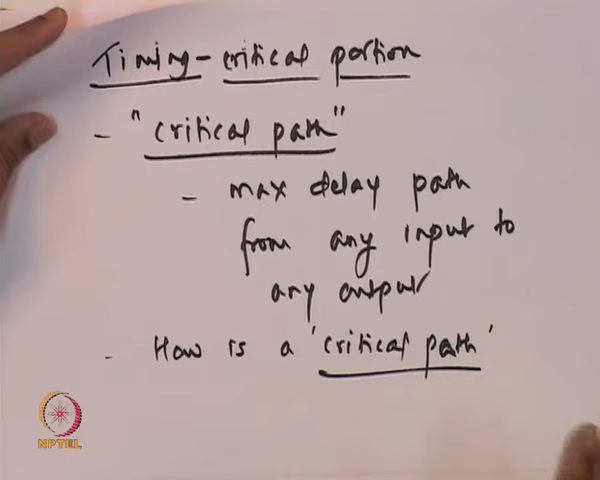 Timing - critical portion
- "critical path"
- max delay path
from any input to
any output
- How is a 'critical path'
NPTEL